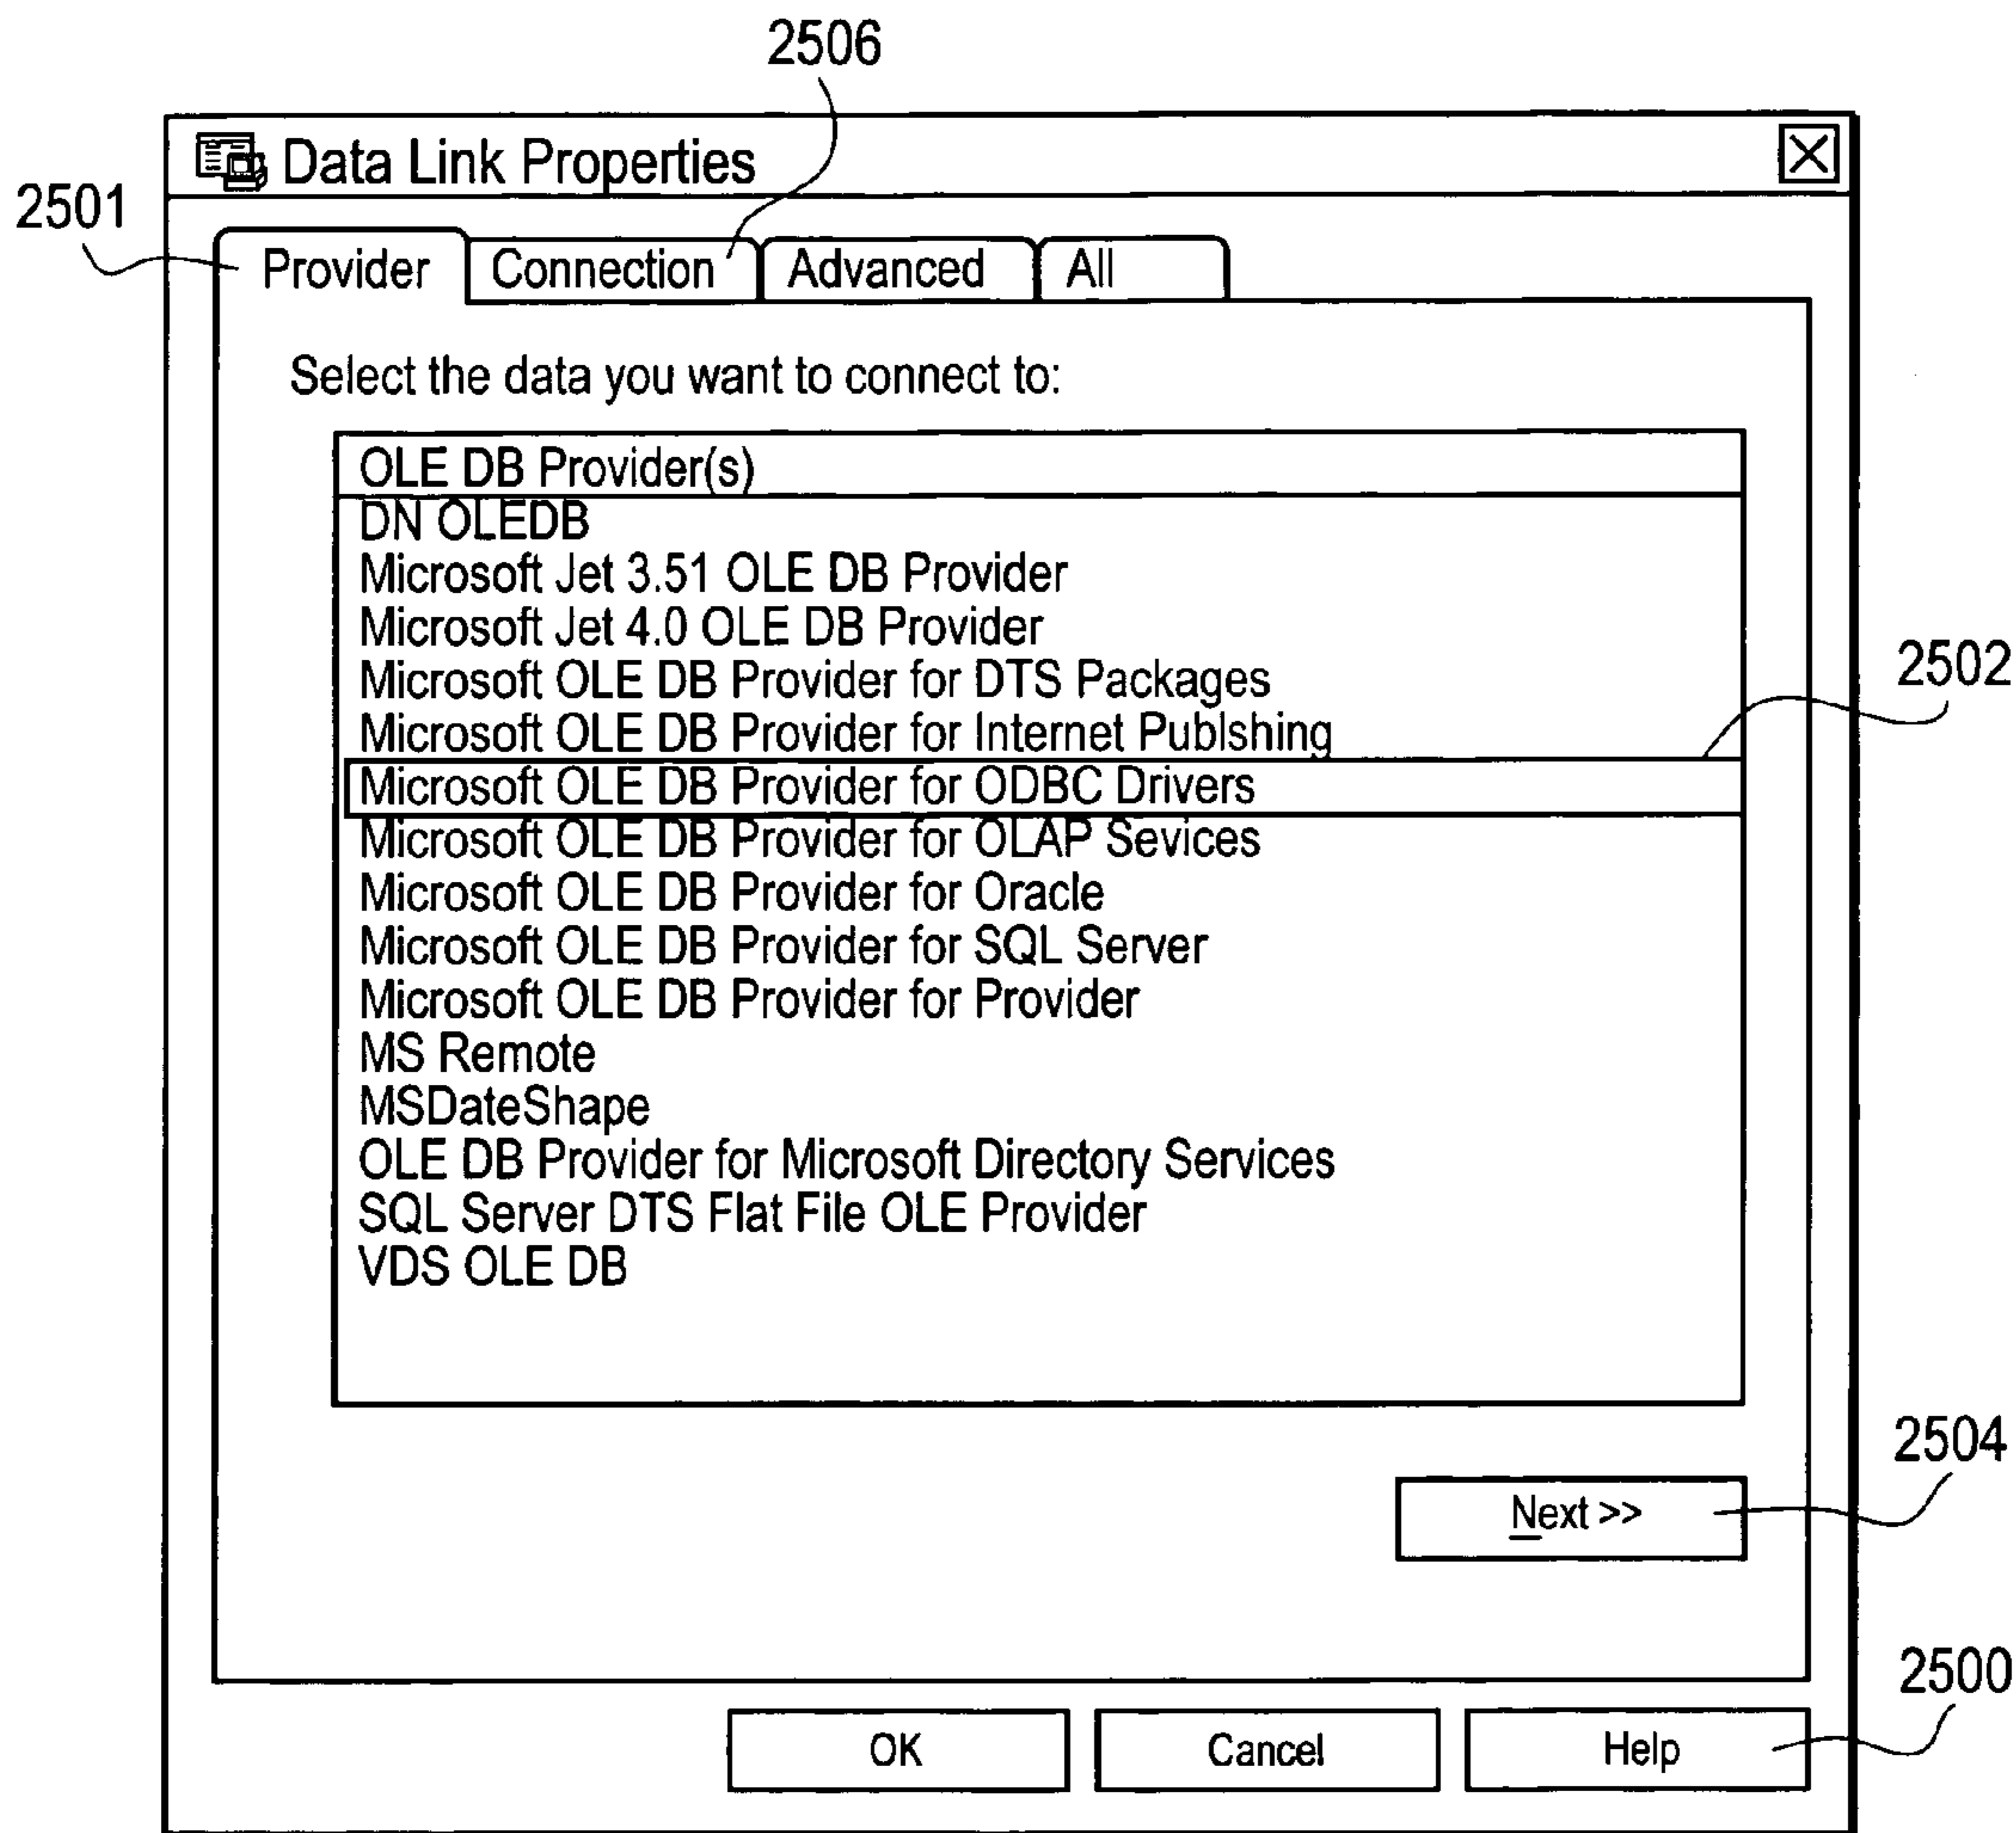 2506
Data Link Properties
2501
Provider Connection Advanced All
Select the data you want to connect to:
OLE DB Provider(s)
DN OLEDB
Microsoft Jet 3.51 OLE DB Provider
Microsoft Jet 4.0 OLE DB Provider
Microsoft OLE DB Provider for DTS Packages
2502
Microsoft OLE DB Provider for Internet Publshing
Microsoft OLE DB Provider for ODBC Drivers
Microsoft OLE DB Provider for OLAP Sevices
Microsoft OLE DB Provider for Oracle
Microsoft OLE DB Provider for SQL Server
Microsoft OLE DB Provider for Provider
MS Remote
MSDateShape
OLE DB Provider for Microsoft Directory Services
SQL Server DTS Flat File OLE Provider
VDS OLE DB
2504
Next >>
2500
OK Cancel Help